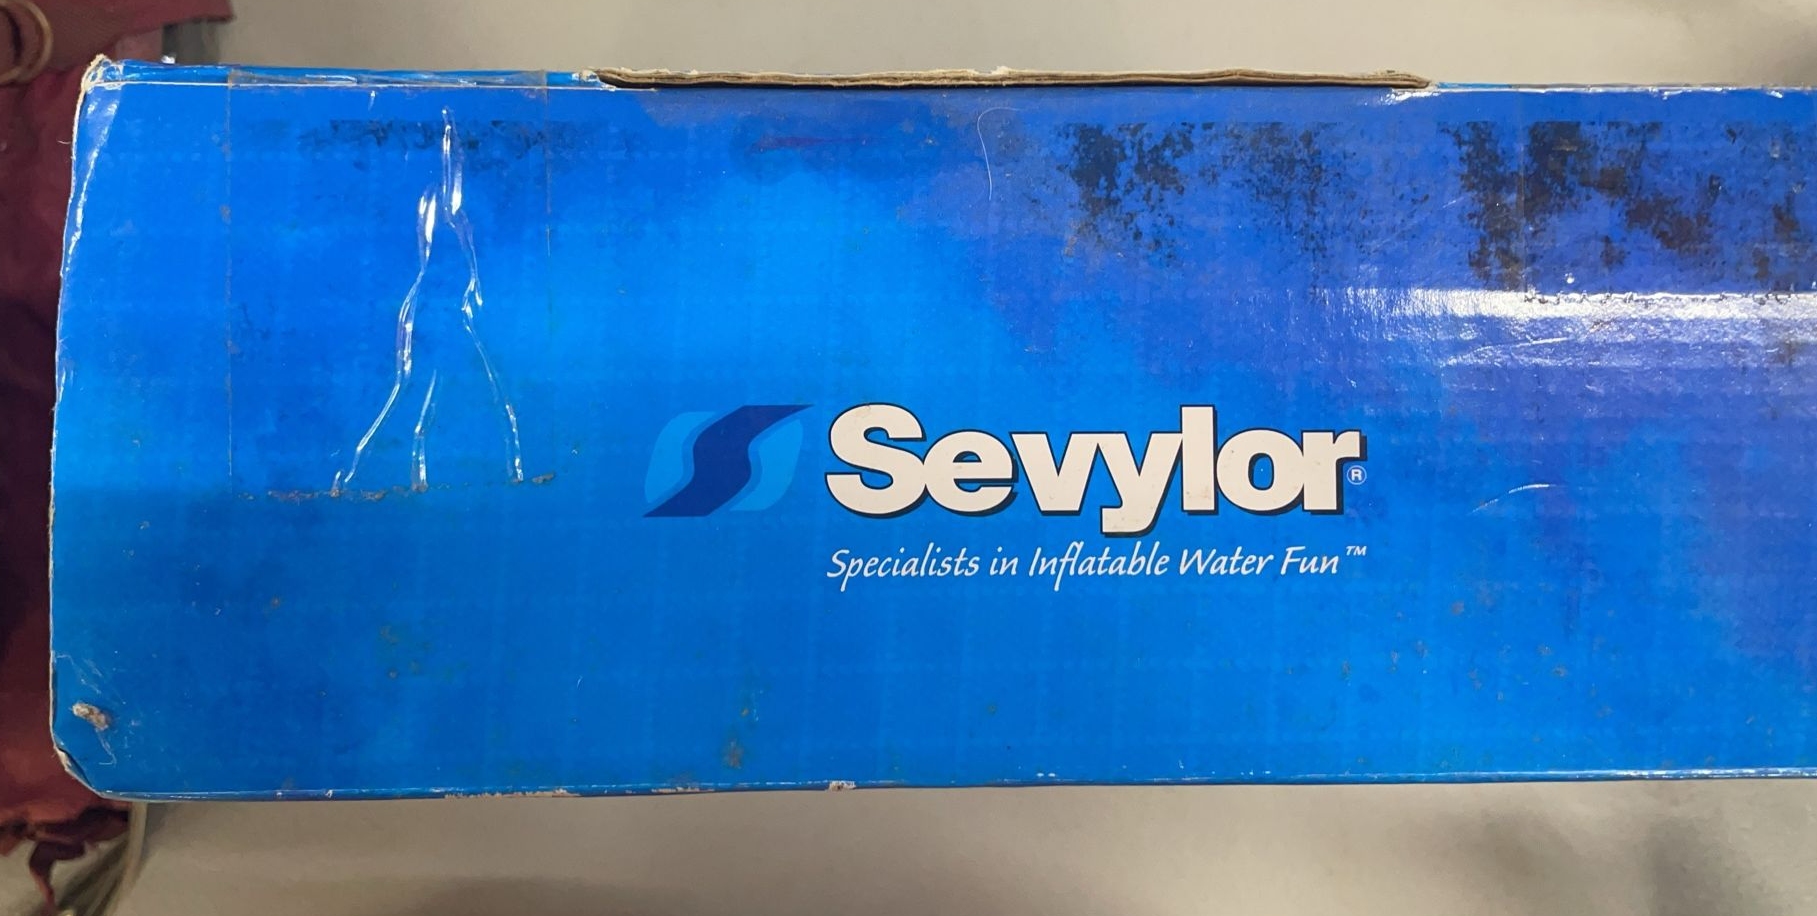 Sevylor®
Specialists in Inflatable Water Fun™